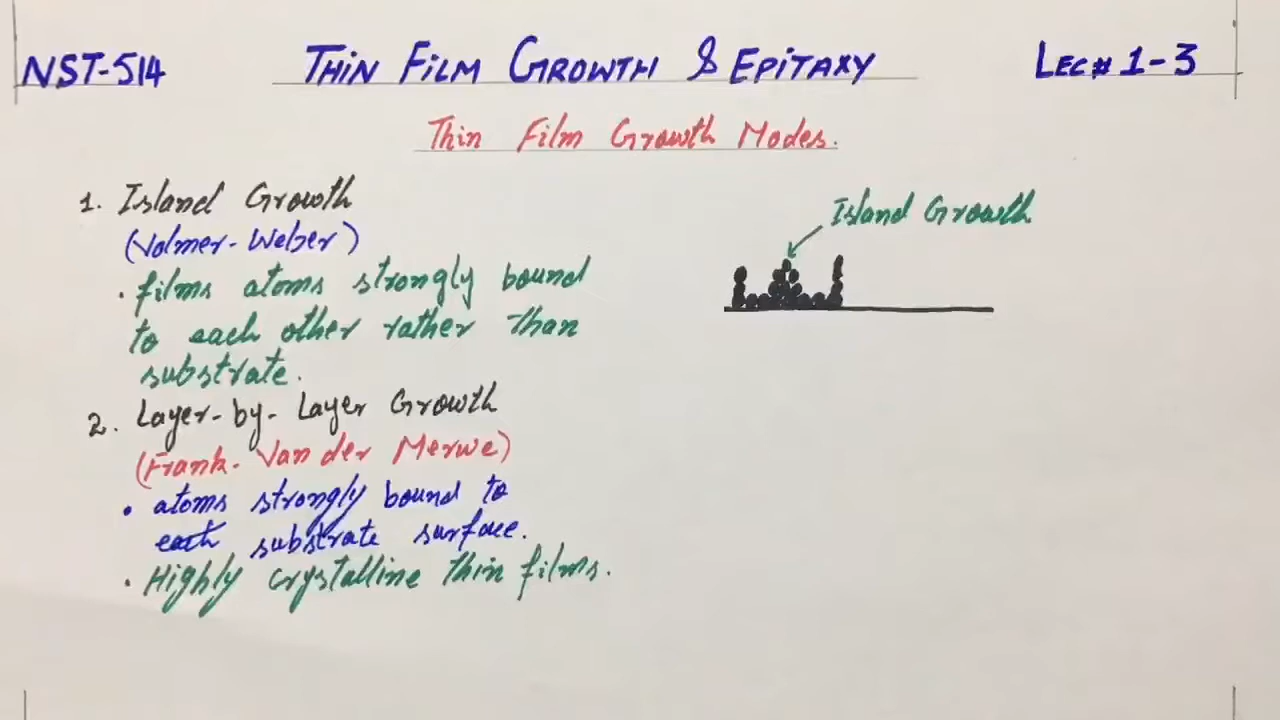 NST-514 THIN FILM GROWTH & EPITAXY LEC# 1-3
Thin Film Growth Modes.
1. Island Growth
(Volmer-Weber)
• films atoms strongly bound
to each other rather than
substrate.
2. Layer-by-Layer Growth
(Frank-Van der Merwe)
• atoms strongly bound to
each substrate surface.
• Highly crystalline thin films.
Island Growth